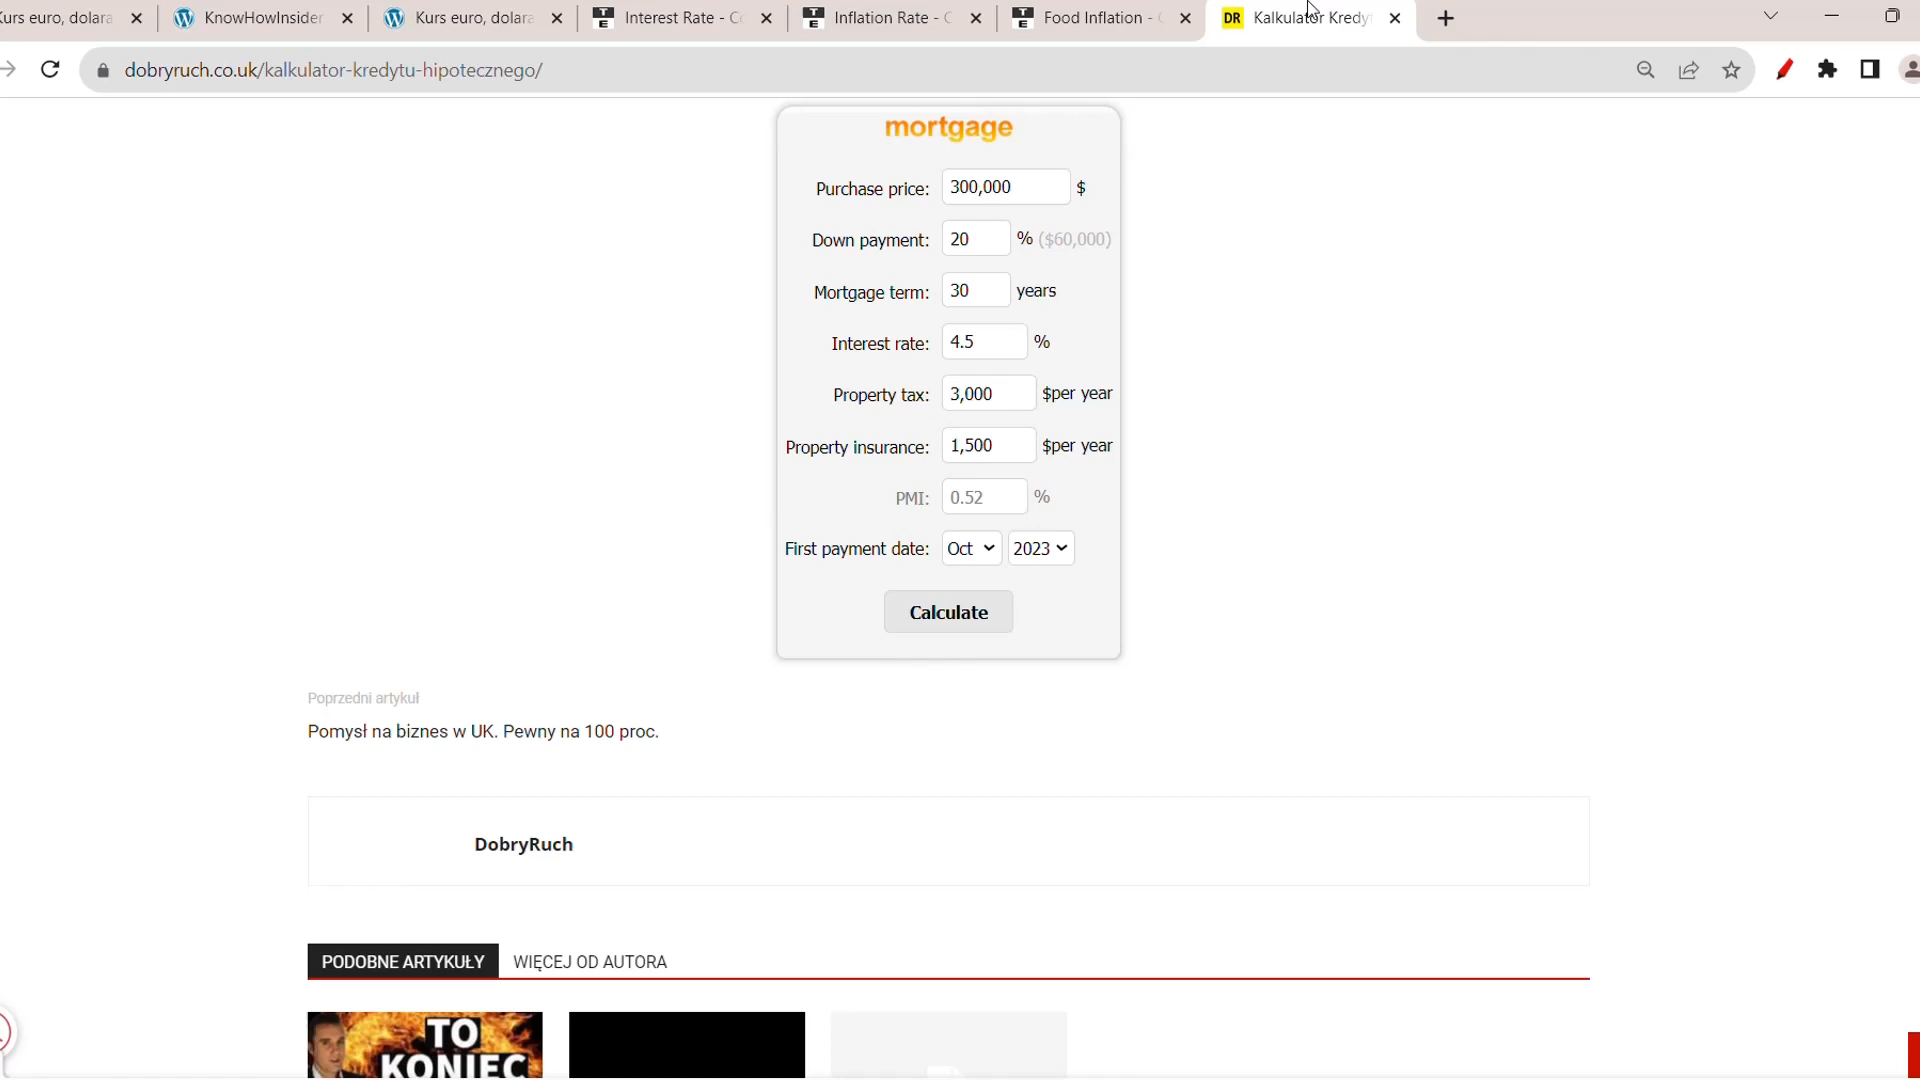 Kurs euro, dolara
KnowHowInsider
Kurs euro, dolara
Interest Rate - Co
Inflation Rate - C
Food Inflation -
Kalkulator Kredy
dobryruch.co.uk/kalkulator-kredytu-hipotecznego/
mortgage
Purchase price: 300,000 $
Down payment: 20 % ($60,000)
Mortgage term: 30 years
Interest rate: 4.5 %
Property tax: 3,000 $per year
Property insurance: 1,500 $per year
PMI: 0.52 %
First payment date: Oct 2023
Calculate
Poprzedni artykuł
Pomysł na biznes w UK. Pewny na 100 proc.
DobryRuch
PODOBNE ARTYKUŁY WIĘCEJ OD AUTORA
TO
KONIEC